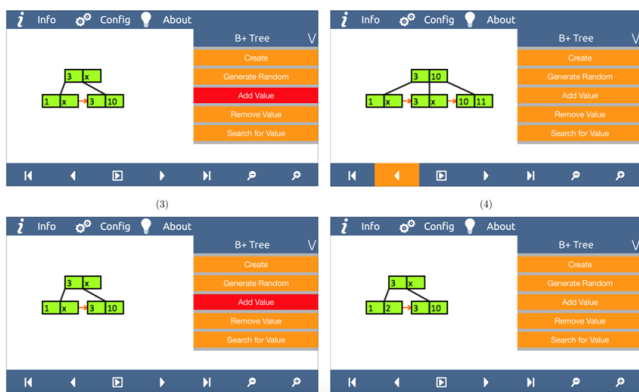 i Info Config About
B+ Tree V
Create
Generate Random
3 x
Add Value
1 x 3 10
Remove Value
Search for Value
(3)
i Info Config About
B+ Tree V
Create
Generate Random
3 10
Add Value
1 x 3 x 10 11
Remove Value
Search for Value
(4)
i Info Config About
B+ Tree V
Create
Generate Random
3 x
Add Value
1 x 3 10
Remove Value
Search for Value
i Info Config About
B+ Tree V
Create
Generate Random
3 x
Add Value
1 2 3 10
Remove Value
Search for Value